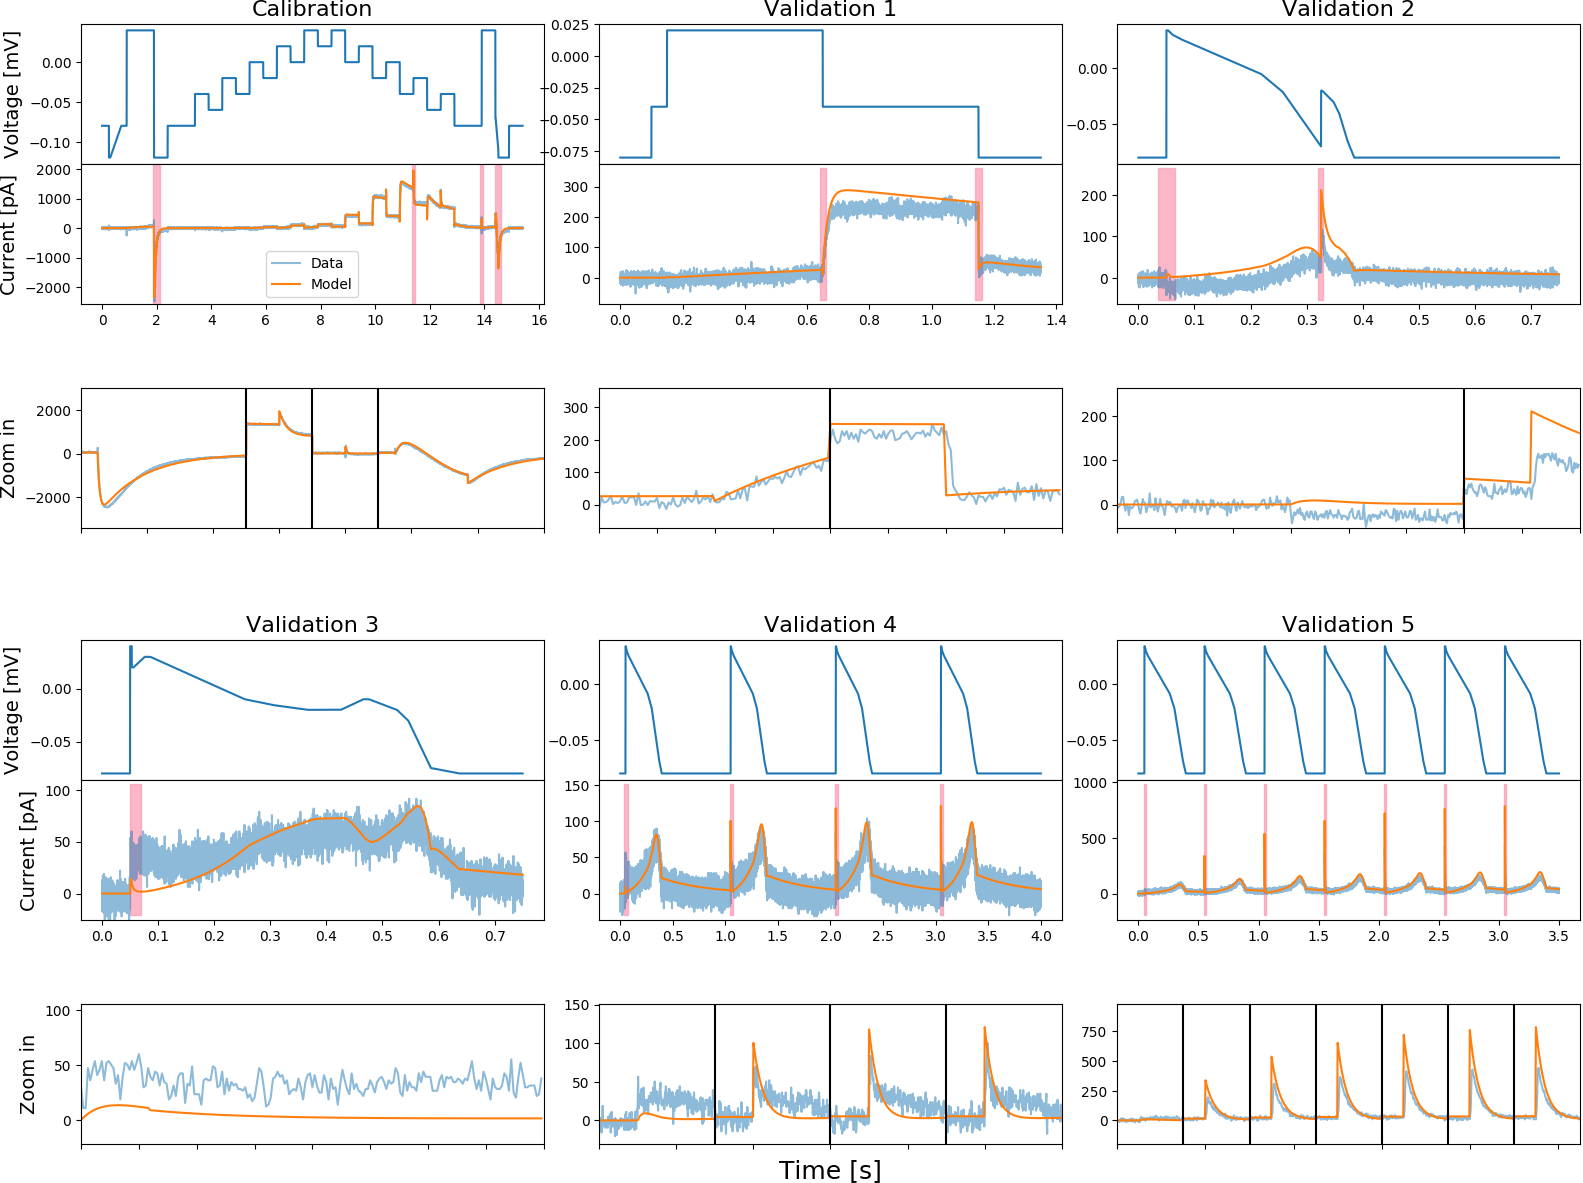 Calibration
Validation 1
Validation 2
Voltage [mV]
0.00
−0.05
−0.10
0.025
0.000
−0.025
−0.050
−0.075
0.00
−0.05
Current [pA]
2000
1000
0
−1000
−2000
Data
Model
300
200
100
0
200
100
0
0 2 4 6 8 10 12 14 16
0.0 0.2 0.4 0.6 0.8 1.0 1.2 1.4
0.0 0.1 0.2 0.3 0.4 0.5 0.6 0.7
Zoom in
2000
0
−2000
300
200
100
0
200
100
0
Validation 3
Validation 4
Validation 5
Voltage [mV]
0.00
−0.05
0.00
−0.05
0.00
−0.05
Current [pA]
100
50
0
150
100
50
0
1000
500
0
0.0 0.1 0.2 0.3 0.4 0.5 0.6 0.7
0.0 0.5 1.0 1.5 2.0 2.5 3.0 3.5 4.0
0.0 0.5 1.0 1.5 2.0 2.5 3.0 3.5
Zoom in
100
50
0
150
100
50
0
750
500
250
0
Time [s]